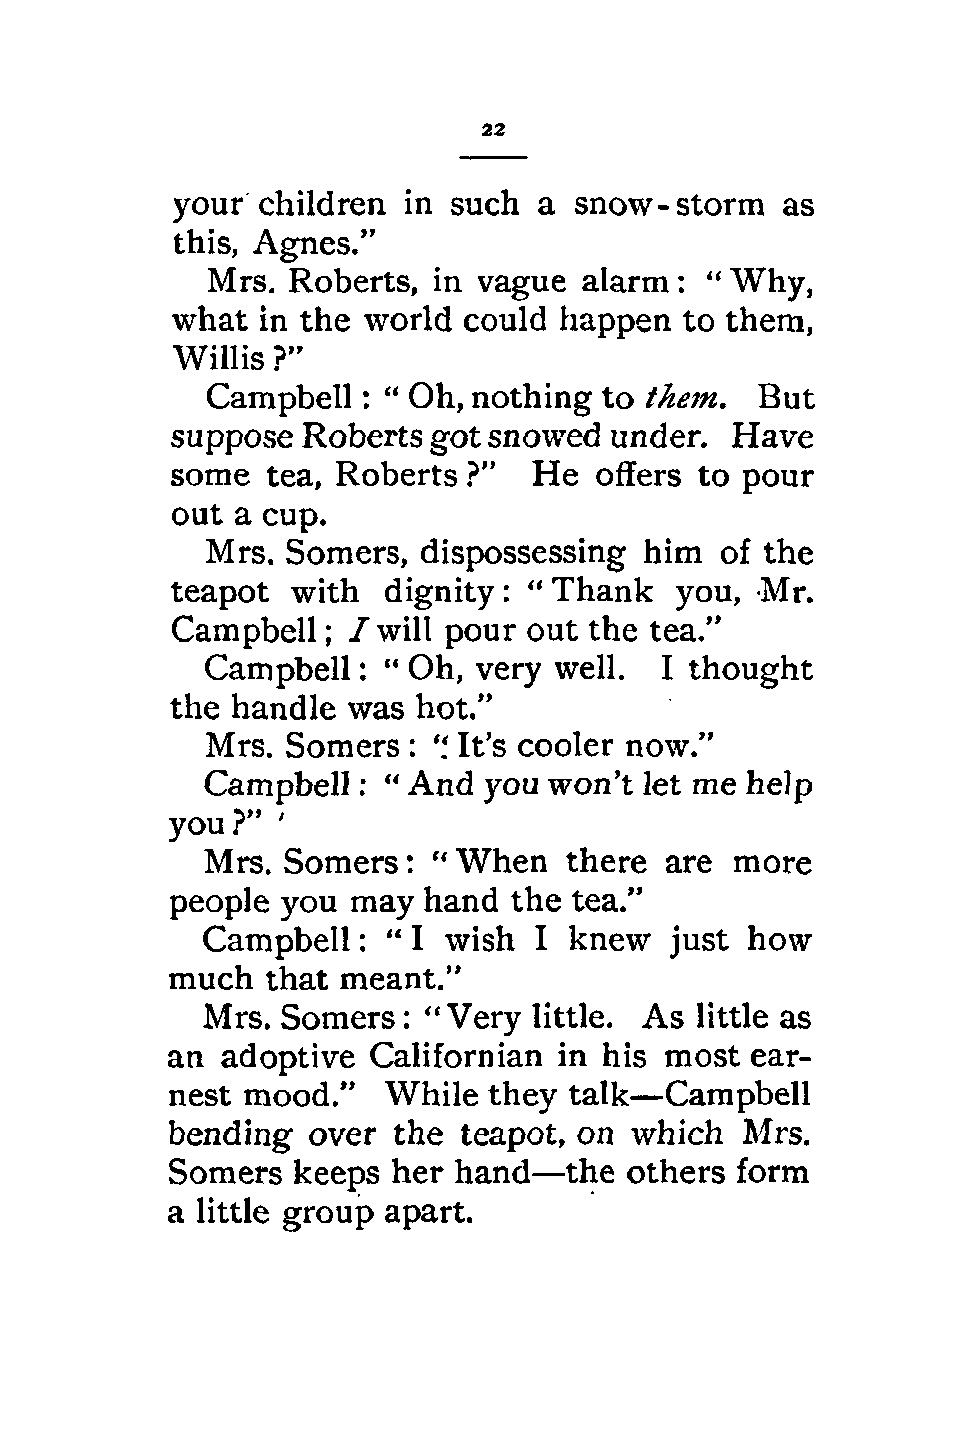 22
your children in such a snow-storm as
this, Agnes."
Mrs. Roberts, in vague alarm: "Why,
what in the world could happen to them,
Willis?"
Campbell: "Oh, nothing to them. But
suppose Roberts got snowed under. Have
some tea, Roberts?" He offers to pour
out a cup.
Mrs. Somers, dispossessing him of the
teapot with dignity: "Thank you, Mr.
Campbell; I will pour out the tea."
Campbell: "Oh, very well. I thought
the handle was hot."
Mrs. Somers: "It's cooler now."
Campbell: "And you won't let me help
you?"
Mrs. Somers: "When there are more
people you may hand the tea."
Campbell: "I wish I knew just how
much that meant."
Mrs. Somers: "Very little. As little as
an adoptive Californian in his most ear-
nest mood." While they talk—Campbell
bending over the teapot, on which Mrs.
Somers keeps her hand—the others form
a little group apart.